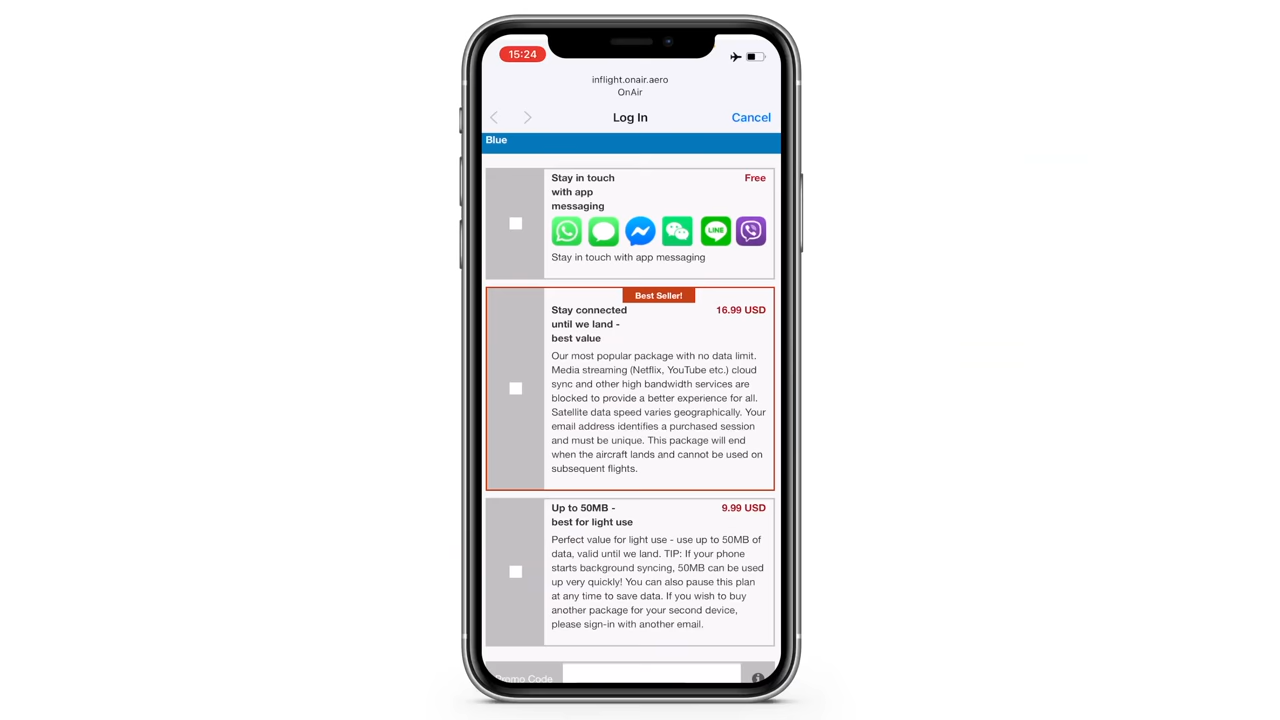 15:24
inflight.onair.aero
OnAir
Log In
Cancel
Blue
Stay in touch
with app
messaging
Free
LINE
Stay in touch with app messaging
Best Seller!
Stay connected
until we land -
best value
16.99 USD
Our most popular package with no data limit.
Media streaming (Netflix, YouTube etc.) cloud
sync and other high bandwidth services are
blocked to provide a better experience for all.
Satellite data speed varies geographically. Your
email address identifies a purchased session
and must be unique. This package will end
when the aircraft lands and cannot be used on
subsequent flights.
Up to 50MB -
best for light use
9.99 USD
Perfect value for light use - use up to 50MB of
data, valid until we land. TIP: If your phone
starts background syncing, 50MB can be used
up very quickly! You can also pause this plan
at any time to save data. If you wish to buy
another package for your second device,
please sign-in with another email.
Code